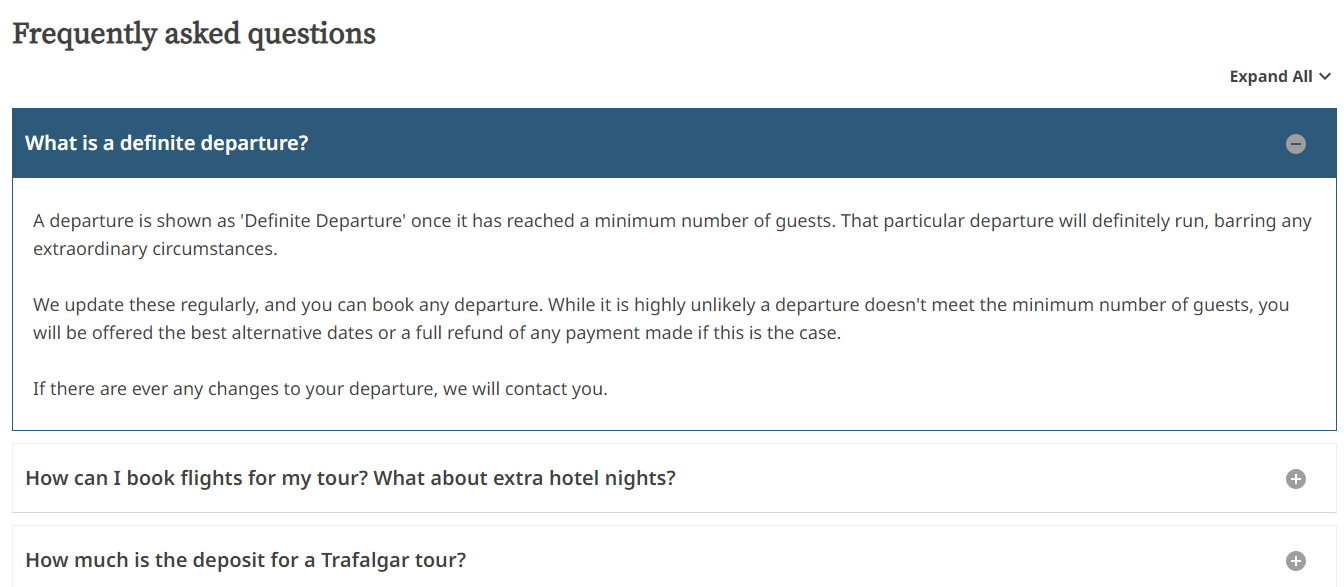 Frequently asked questions
Expand All
What is a definite departure?
A departure is shown as 'Definite Departure' once it has reached a minimum number of guests. That particular departure will definitely run, barring any
extraordinary circumstances.
We update these regularly, and you can book any departure. While it is highly unlikely a departure doesn't meet the minimum number of guests, you
will be offered the best alternative dates or a full refund of any payment made if this is the case.
If there are ever any changes to your departure, we will contact you.
How can I book flights for my tour? What about extra hotel nights?
How much is the deposit for a Trafalgar tour?